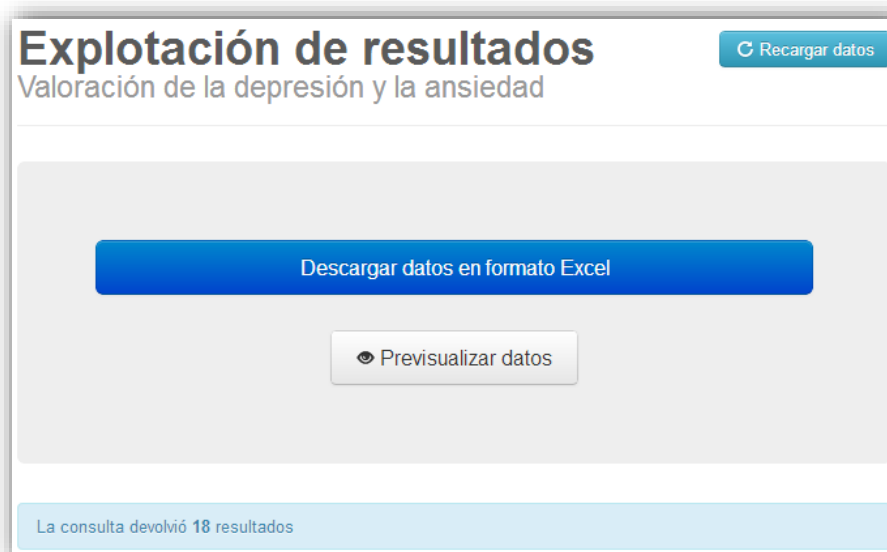 Explotación de resultados
Recargar datos
Valoración de la depresión y la ansiedad
Descargar datos en formato Excel
Previsualizar datos
La consulta devolvió 18 resultados